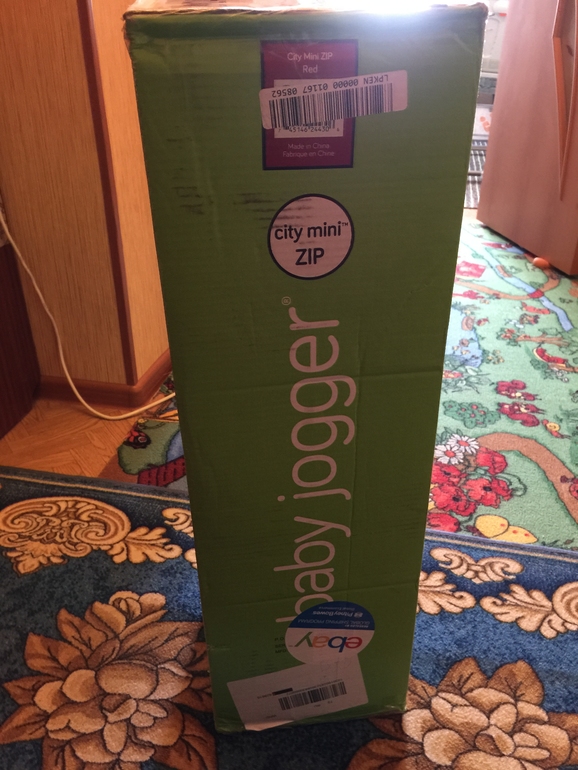 City Mini ZIP
Red
LPKEN 00000 01167 08562
Made in China
Fabrique en Chine
city mini™
ZIP
baby jogger®
ebay